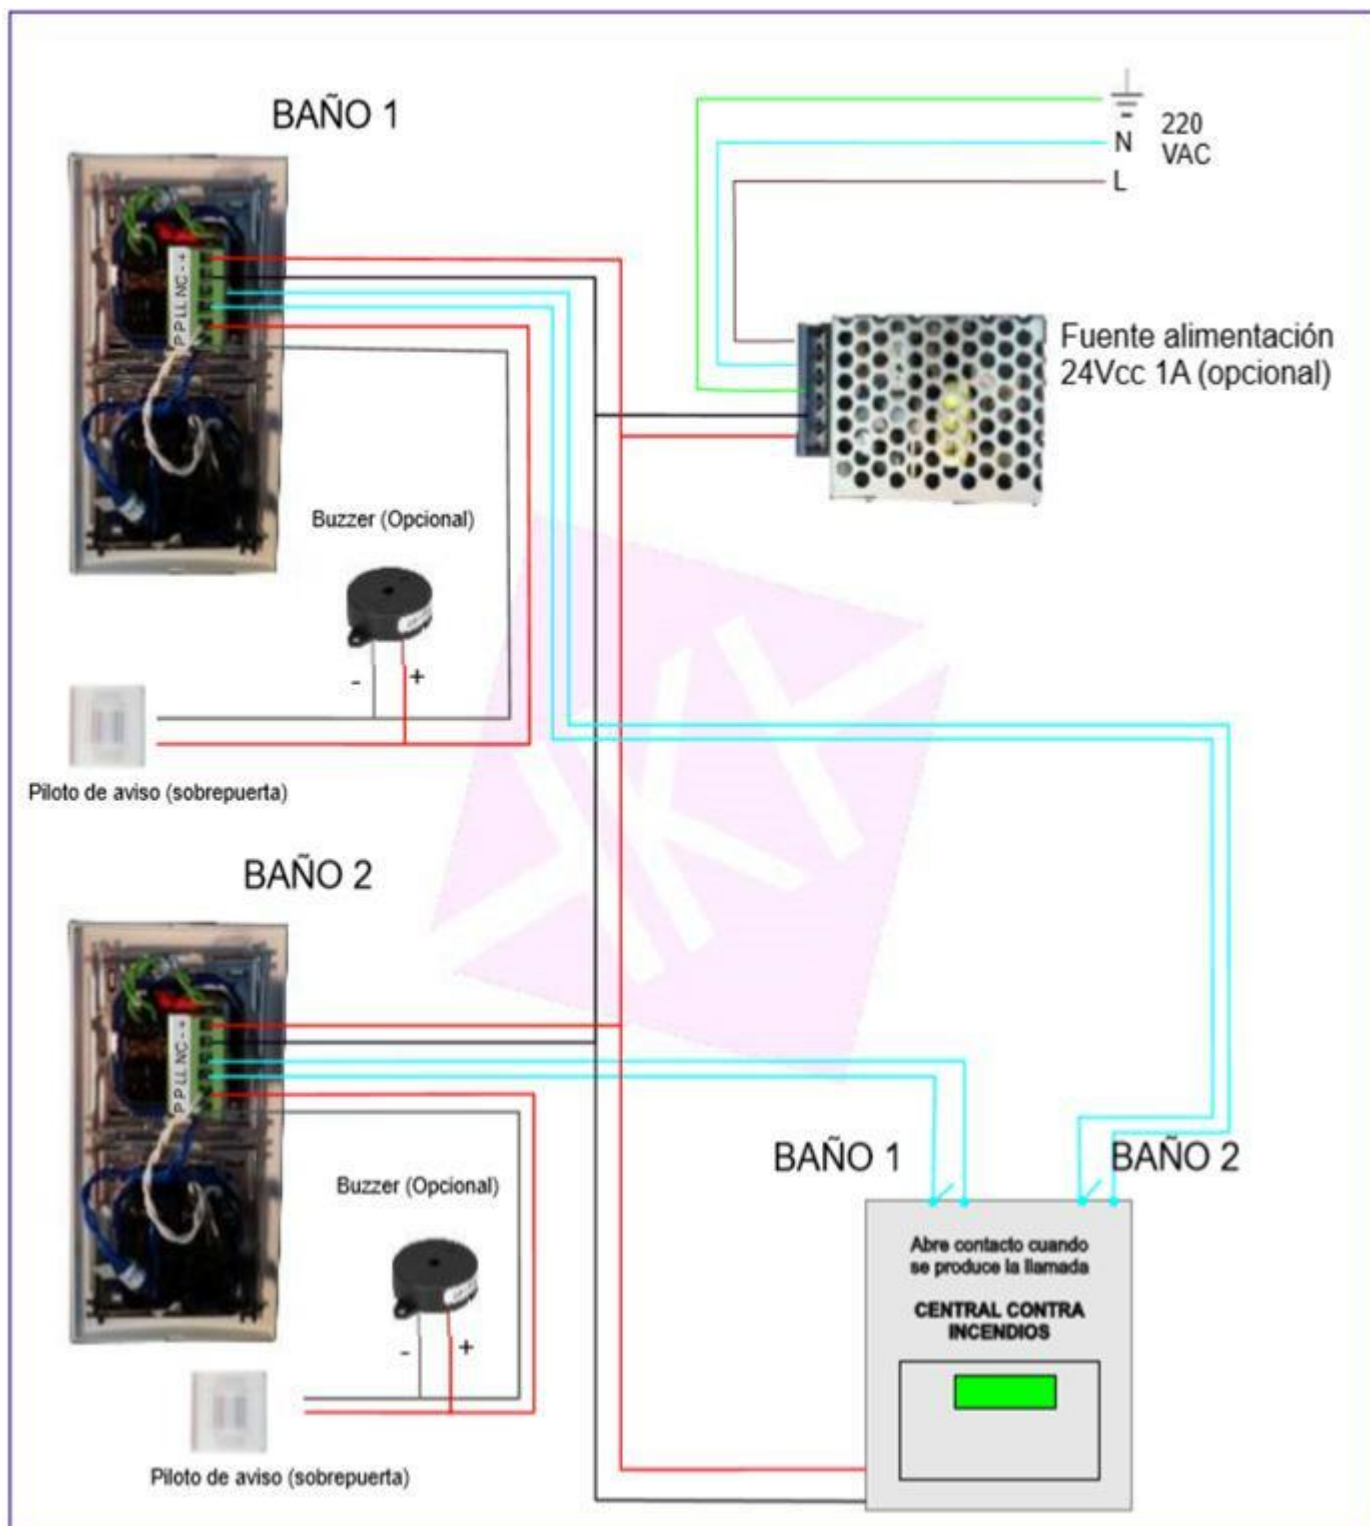 BAÑO 1
N
L
220
VAC
P P LL NC - +
Fuente alimentación
24Vcc 1A (opcional)
Buzzer (Opcional)
- +
Piloto de aviso (sobrepuerta)
BAÑO 2
P P LL NC - +
Buzzer (Opcional)
- +
Piloto de aviso (sobrepuerta)
BAÑO 1
BAÑO 2
Abre contacto cuando
se produce la llamada
CENTRAL CONTRA
INCENDIOS